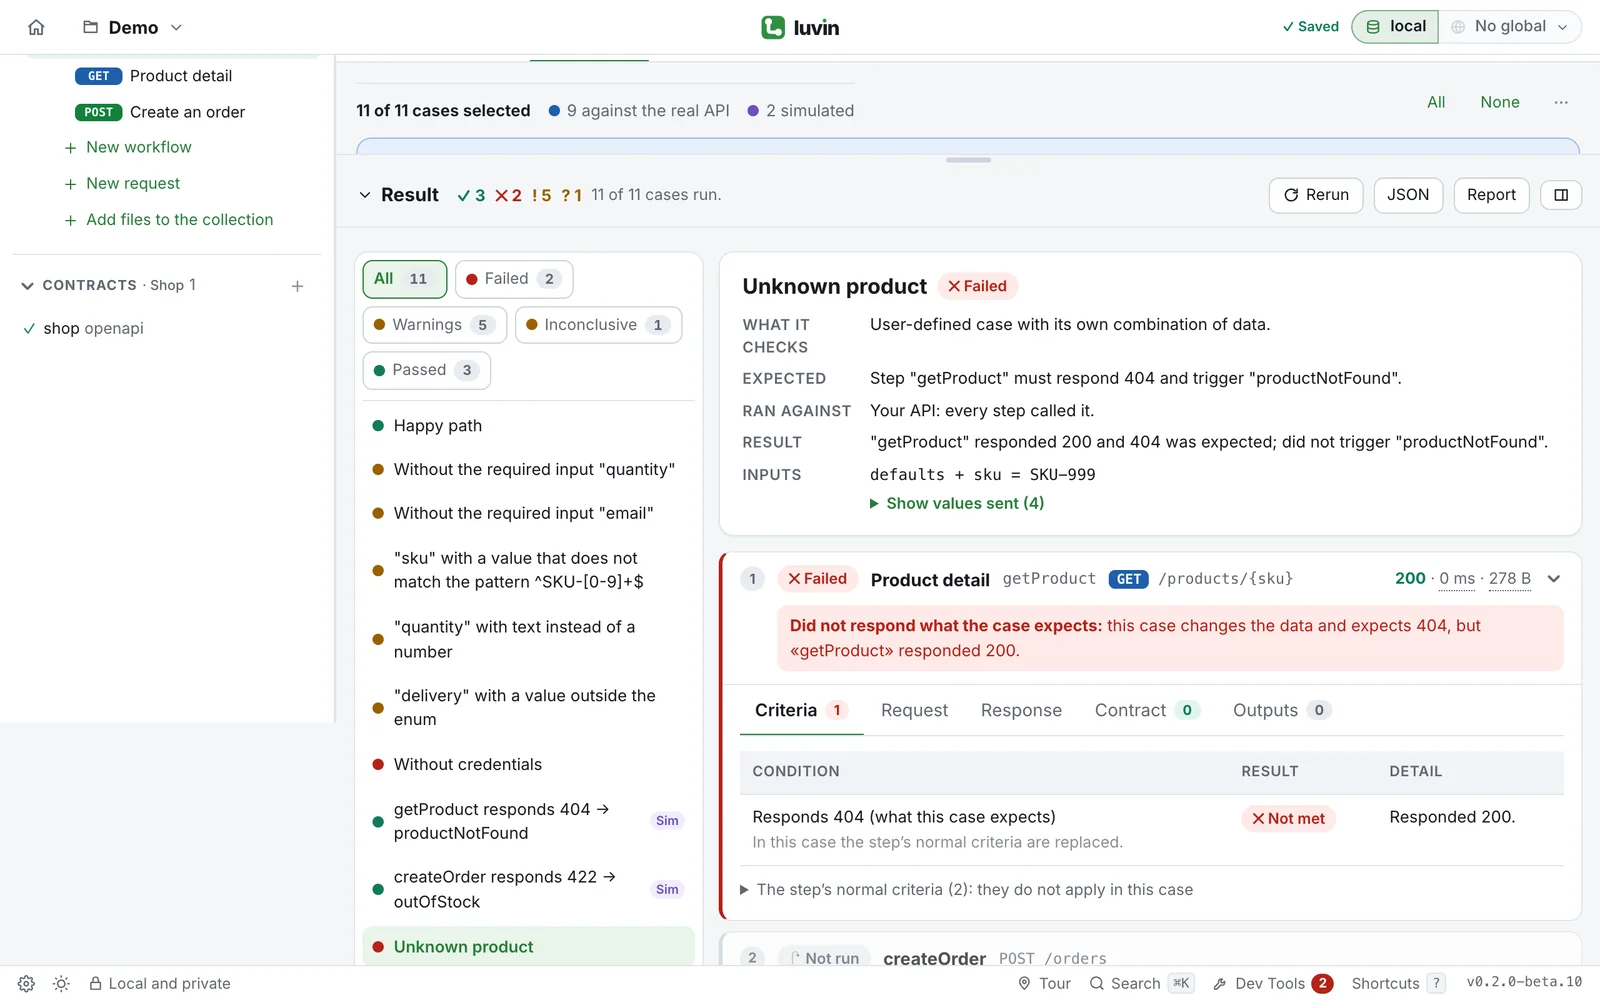 Demo
luvin
Saved
local
No global
GET Product detail
POST Create an order
+ New workflow
+ New request
+ Add files to the collection
CONTRACTS · Shop 1 +
shop openapi
11 of 11 cases selected 9 against the real API 2 simulated
All None ...
Result ✓ 3 ✕ 2 ! 5 ? 1 11 of 11 cases run.
Rerun JSON Report
All 11 Failed 2
Warnings 5 Inconclusive 1
Passed 3
Happy path
Without the required input "quantity"
Without the required input "email"
"sku" with a value that does not
match the pattern ^SKU-[0-9]+$
"quantity" with text instead of a
number
"delivery" with a value outside the
enum
Without credentials
getProduct responds 404 →
productNotFound
Sim
createOrder responds 422 →
outOfStock
Sim
Unknown product
Unknown product ✕ Failed
WHAT IT
CHECKS
User-defined case with its own combination of data.
EXPECTED Step "getProduct" must respond 404 and trigger "productNotFound".
RAN AGAINST Your API: every step called it.
RESULT "getProduct" responded 200 and 404 was expected; did not trigger "productNotFound".
INPUTS defaults + sku = SKU-999
Show values sent (4)
1 ✕ Failed Product detail getProduct GET /products/{sku} 200 · 0 ms · 278 B
Did not respond what the case expects: this case changes the data and expects 404, but
«getProduct» responded 200.
Criteria 1 Request Response Contract 0 Outputs 0
CONDITION RESULT DETAIL
Responds 404 (what this case expects) ✕ Not met Responded 200.
In this case the step's normal criteria are replaced.
The step's normal criteria (2): they do not apply in this case
2 Not run createOrder POST /orders
Local and private
Tour Search ⌘K Dev Tools 2 Shortcuts ? v0.2.0-beta.10